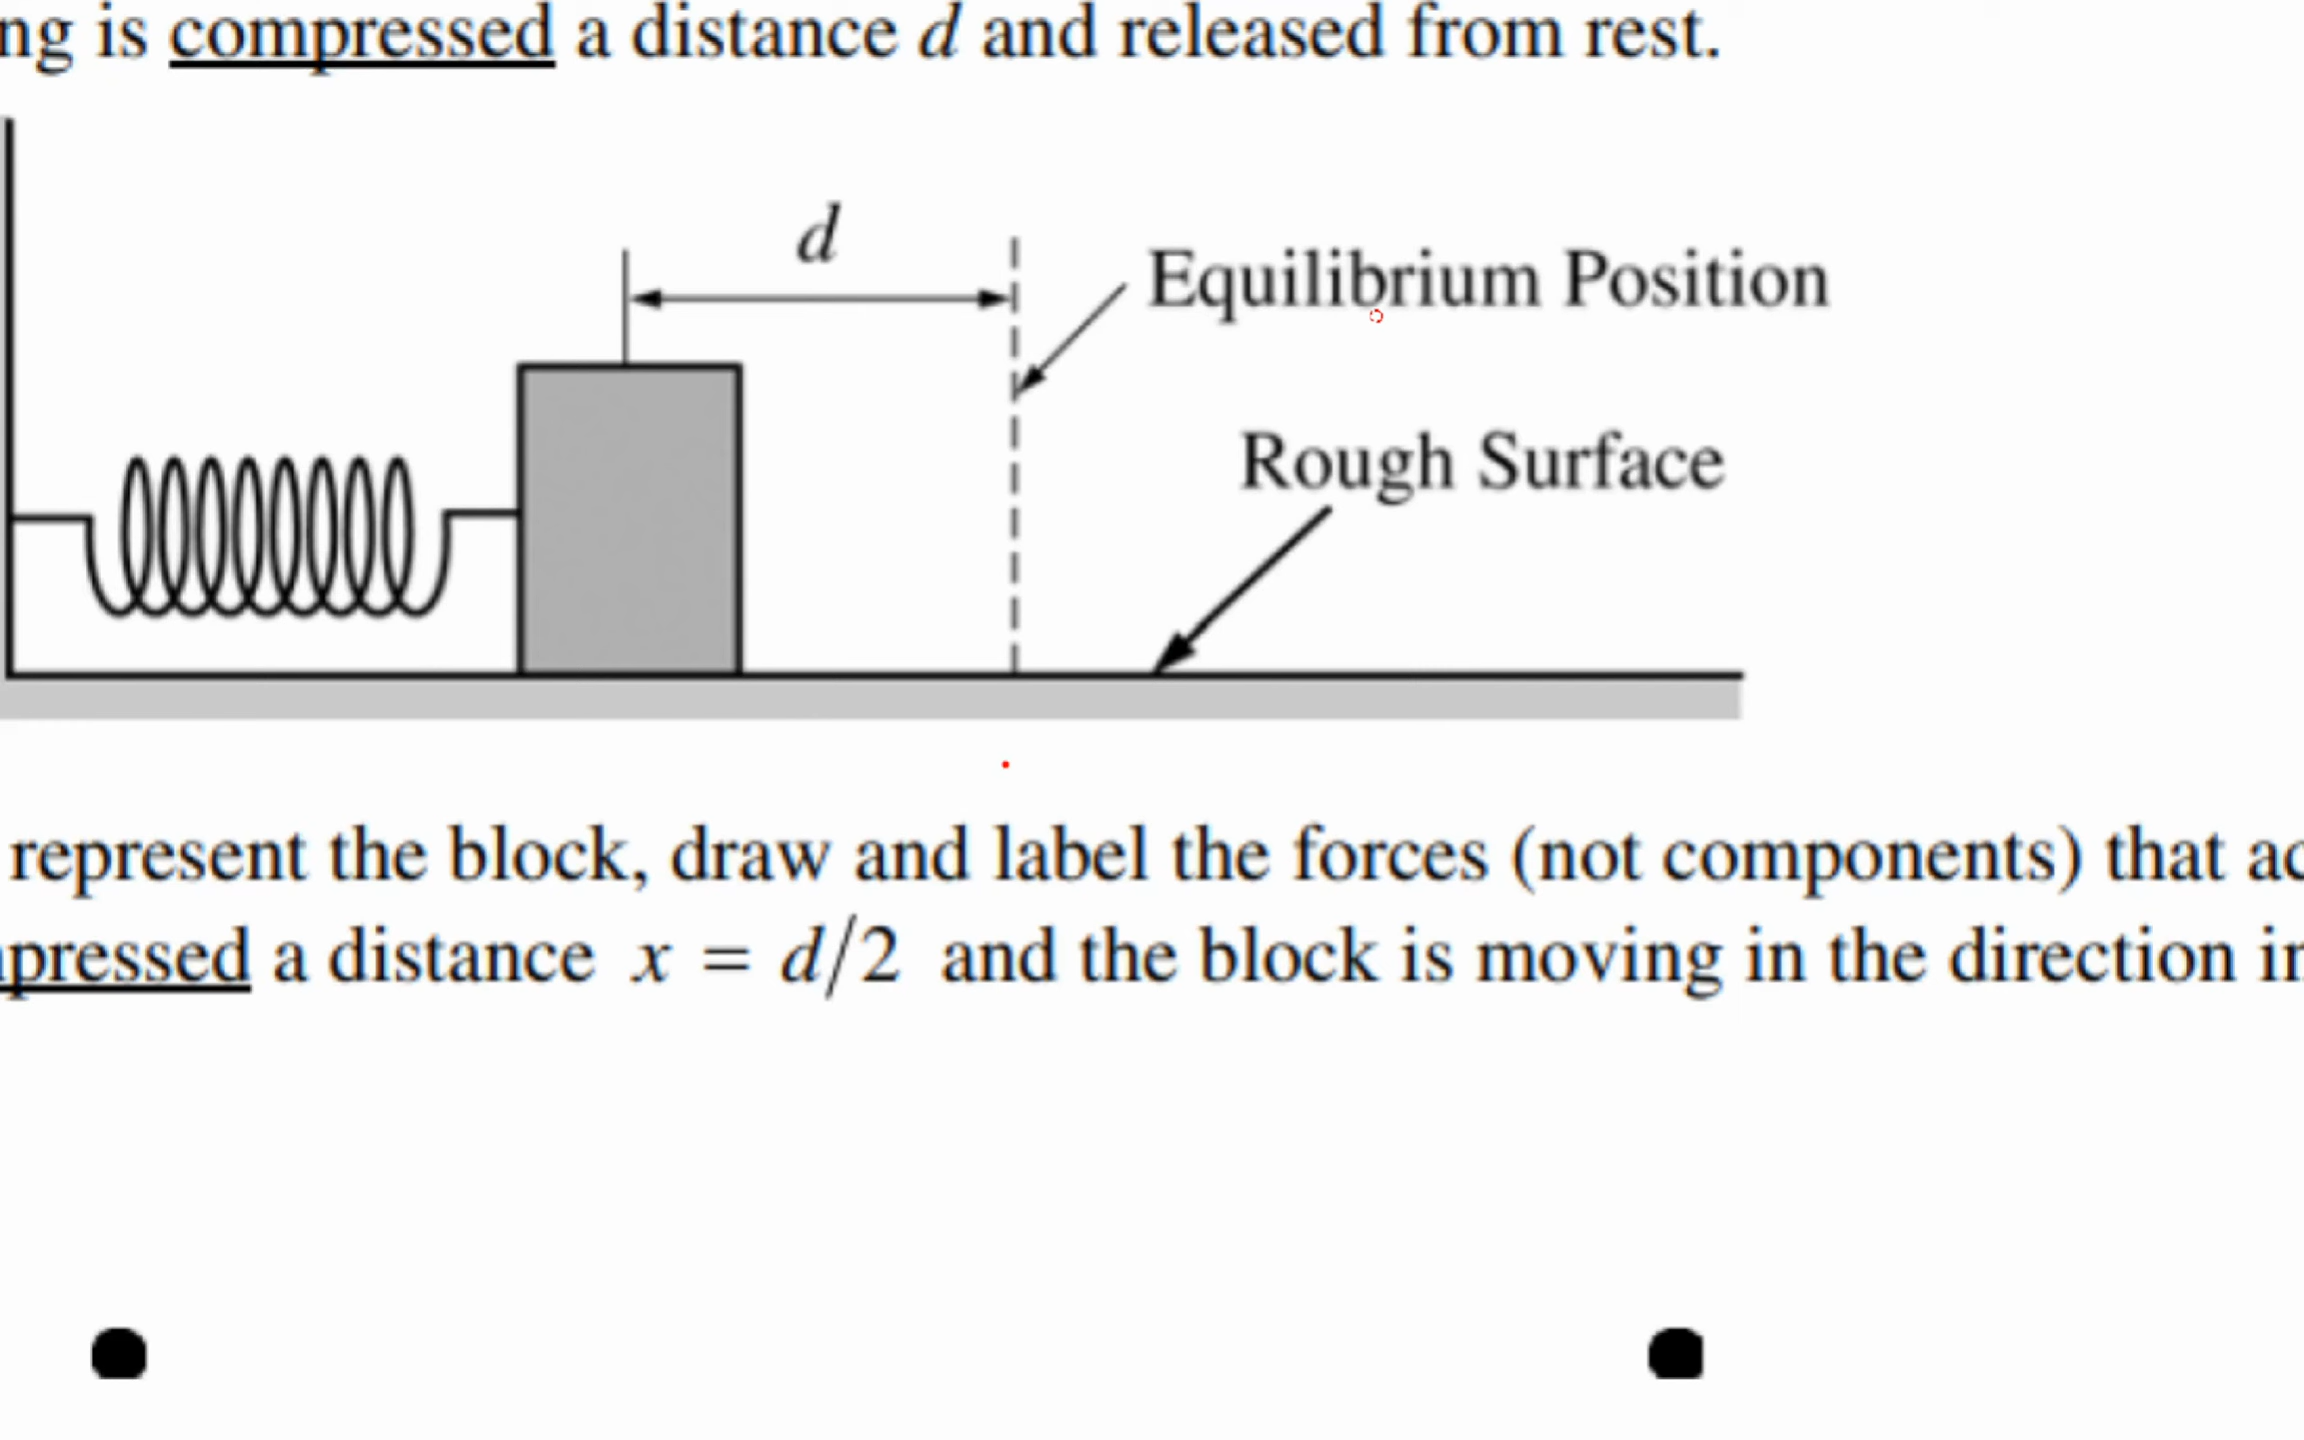 ng is compressed a distance d and released from rest.
d
Equilibrium Position
Rough Surface
represent the block, draw and label the forces (not components) that ac
pressed a distance x = d/2 and the block is moving in the direction in